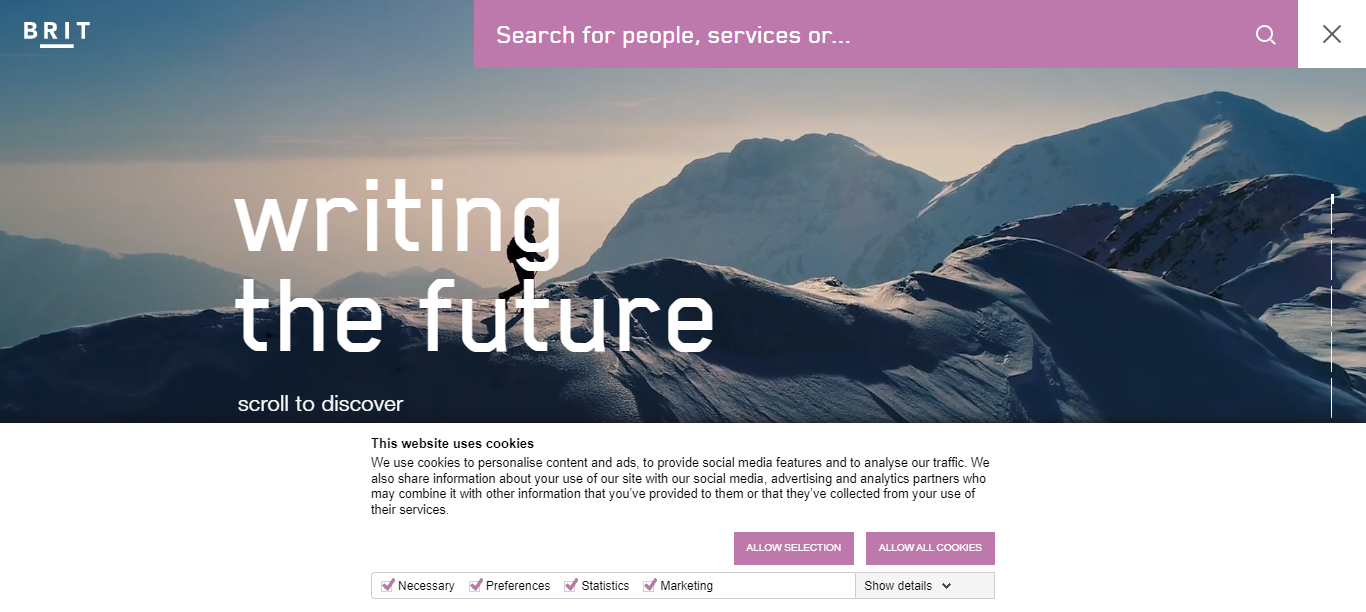 BRIT
Search for people, services or...
writing
the future
scroll to discover
This website uses cookies
We use cookies to personalise content and ads, to provide social media features and to analyse our traffic. We
also share information about your use of our site with our social media, advertising and analytics partners who
may combine it with other information that you've provided to them or that they've collected from your use of
their services.
ALLOW SELECTION ALLOW ALL COOKIES
Necessary Preferences Statistics Marketing Show details